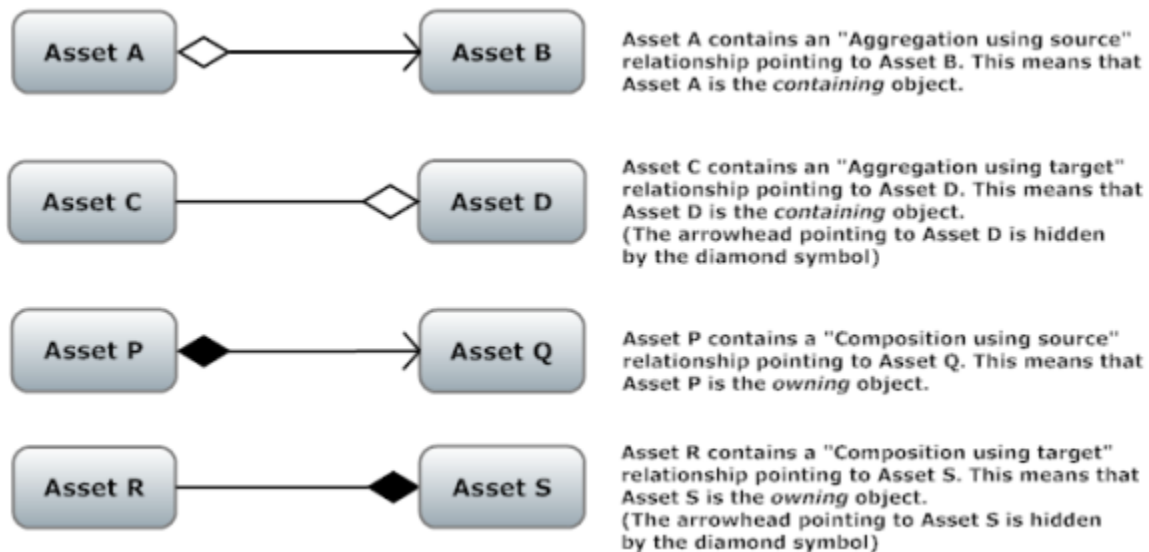 Asset A
Asset B
Asset A contains an "Aggregation using source"
relationship pointing to Asset B. This means that
Asset A is the containing object.
Asset C
Asset D
Asset C contains an "Aggregation using target"
relationship pointing to Asset D. This means that
Asset D is the containing object.
(The arrowhead pointing to Asset D is hidden
by the diamond symbol)
Asset P
Asset Q
Asset P contains a "Composition using source"
relationship pointing to Asset Q. This means that
Asset P is the owning object.
Asset R
Asset S
Asset R contains a "Composition using target"
relationship pointing to Asset S. This means that
Asset S is the owning object.
(The arrowhead pointing to Asset S is hidden
by the diamond symbol)